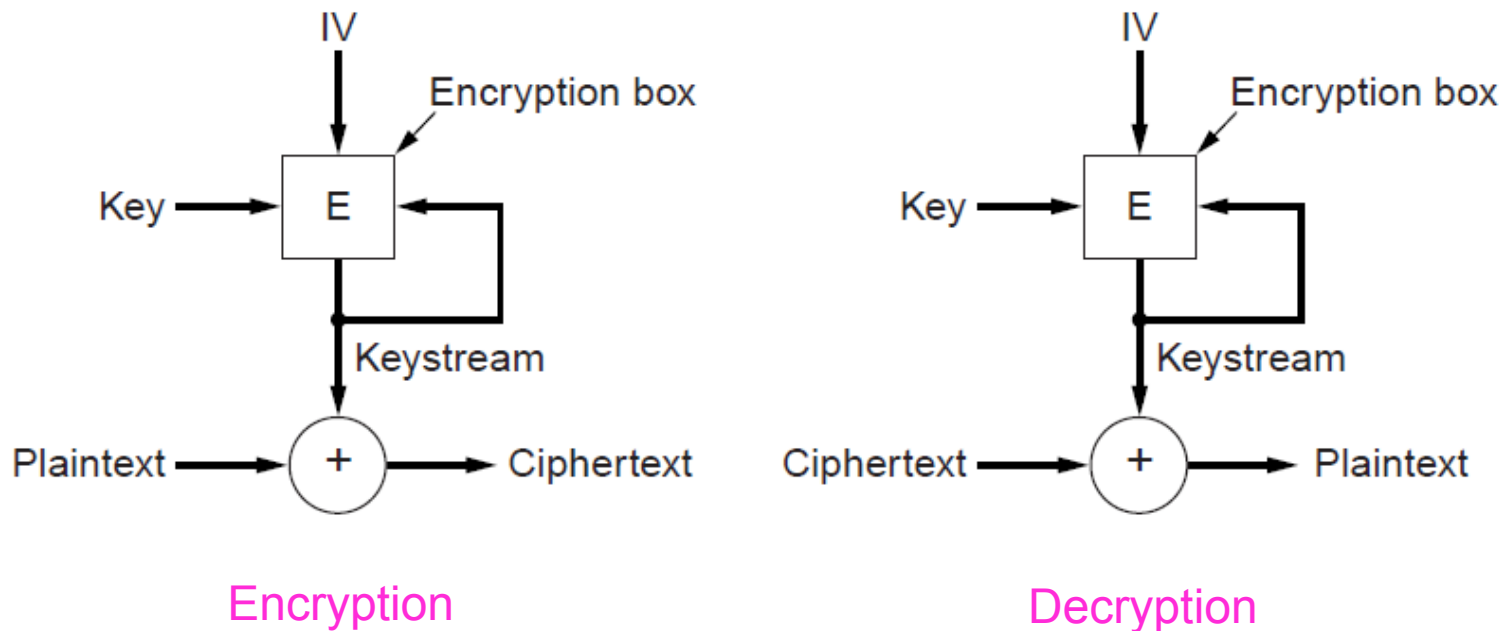 IV
Encryption box
Key
E
Keystream
Plaintext
+
Ciphertext
Encryption
IV
Encryption box
Key
E
Keystream
Ciphertext
+
Plaintext
Decryption